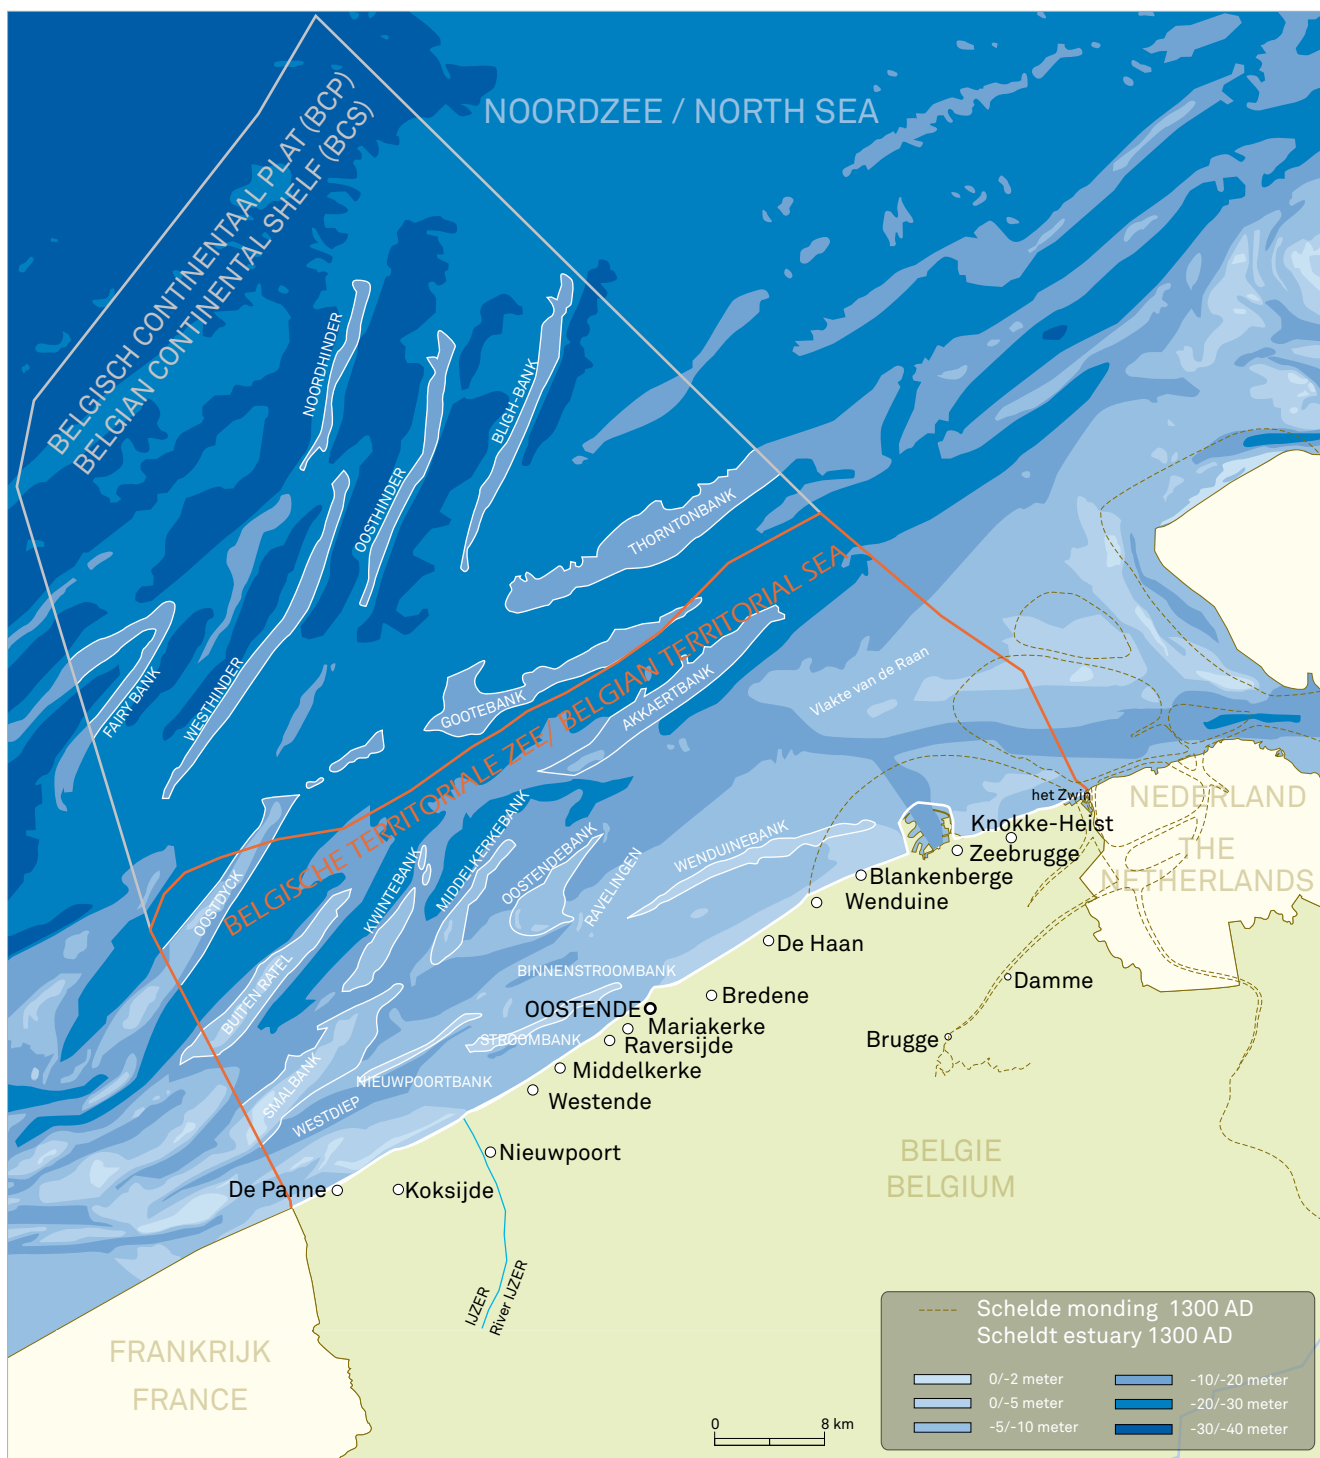 NOORDZEE / NORTH SEA
BELGISCH CONTINENTAAL PLAT (BCP)
BELGIAN CONTINENTAL SHELF (BCS)
NOORDHINDER
BLIGH-BANK
OOSTHINDER
THORNTONBANK
FAIRY BANK
WESTHINDER
GOOTEBANK
AKKAERTBANK
Vlakte van de Raan
BELGISCHE TERRITORIALE ZEE/ BELGIAN TERRITORIAL SEA
OOSTDYCK
BUITEN RATEL
KWINTEBANK
MIDDELKERKEBANK
OOSTENDEBANK
RAVELINGEN
WENDUINEBANK
BINNENSTROOMBANK
STROOMBANK
SMALBANK
NIEUWPOORTBANK
WESTDIEP
het Zwin
Knokke-Heist
Zeebrugge
Blankenberge
Wenduine
De Haan
Bredene
OOSTENDE
Mariakerke
Raversijde
Middelkerke
Westende
Nieuwpoort
Koksijde
De Panne
Damme
Brugge
NEDERLAND
THE
NETHERLANDS
BELGIE
BELGIUM
FRANKRIJK
FRANCE
IJZER
River IJZER
0 8 km
Schelde monding 1300 AD
Scheldt estuary 1300 AD
0/-2 meter
0/-5 meter
-5/-10 meter
-10/-20 meter
-20/-30 meter
-30/-40 meter